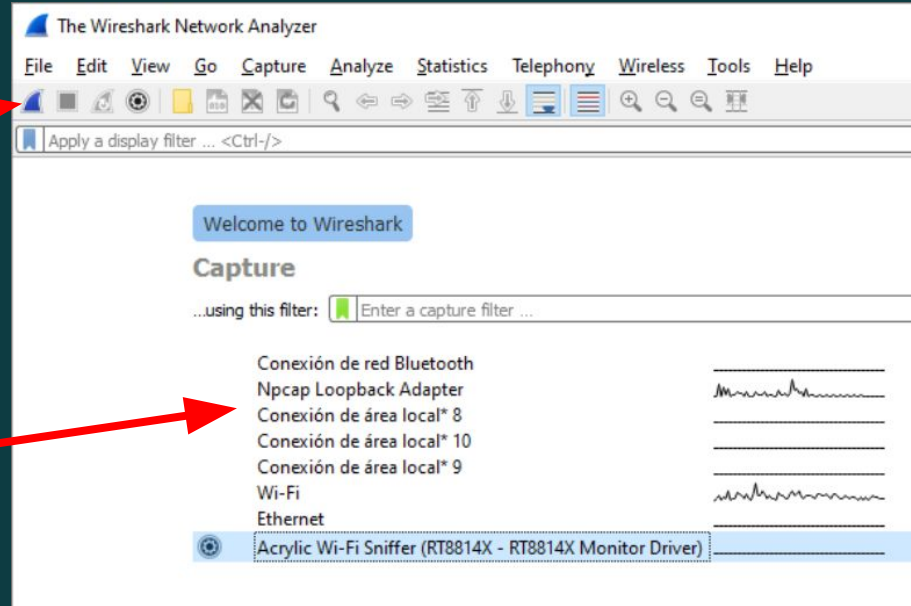 The Wireshark Network Analyzer
File Edit View Go Capture Analyze Statistics Telephony Wireless Tools Help
Apply a display filter ... <Ctrl-/>
Welcome to Wireshark
Capture
...using this filter: Enter a capture filter ...
Conexión de red Bluetooth
Npcap Loopback Adapter
Conexión de área local* 8
Conexión de área local* 10
Conexión de área local* 9
Wi-Fi
Ethernet
Acrylic Wi-Fi Sniffer (RT8814X - RT8814X Monitor Driver)